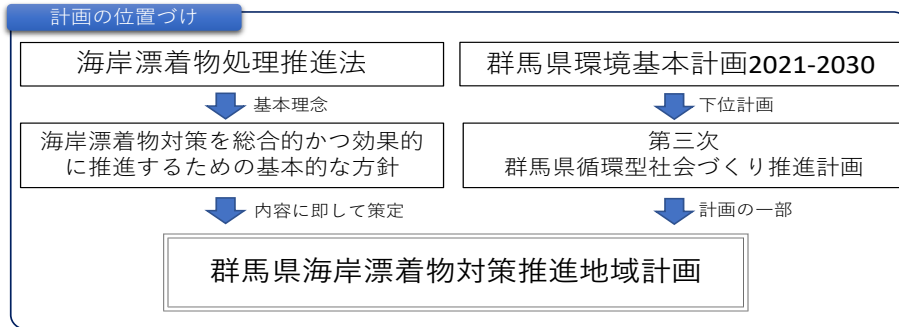 計画の位置づけ
海岸漂着物処理推進法
群馬県環境基本計画2021-2030
基本理念
下位計画
海岸漂着物対策を総合的かつ効果的
に推進するための基本的な方針
第三次
群馬県循環型社会づくり推進計画
内容に即して策定
計画の一部
群馬県海岸漂着物対策推進地域計画